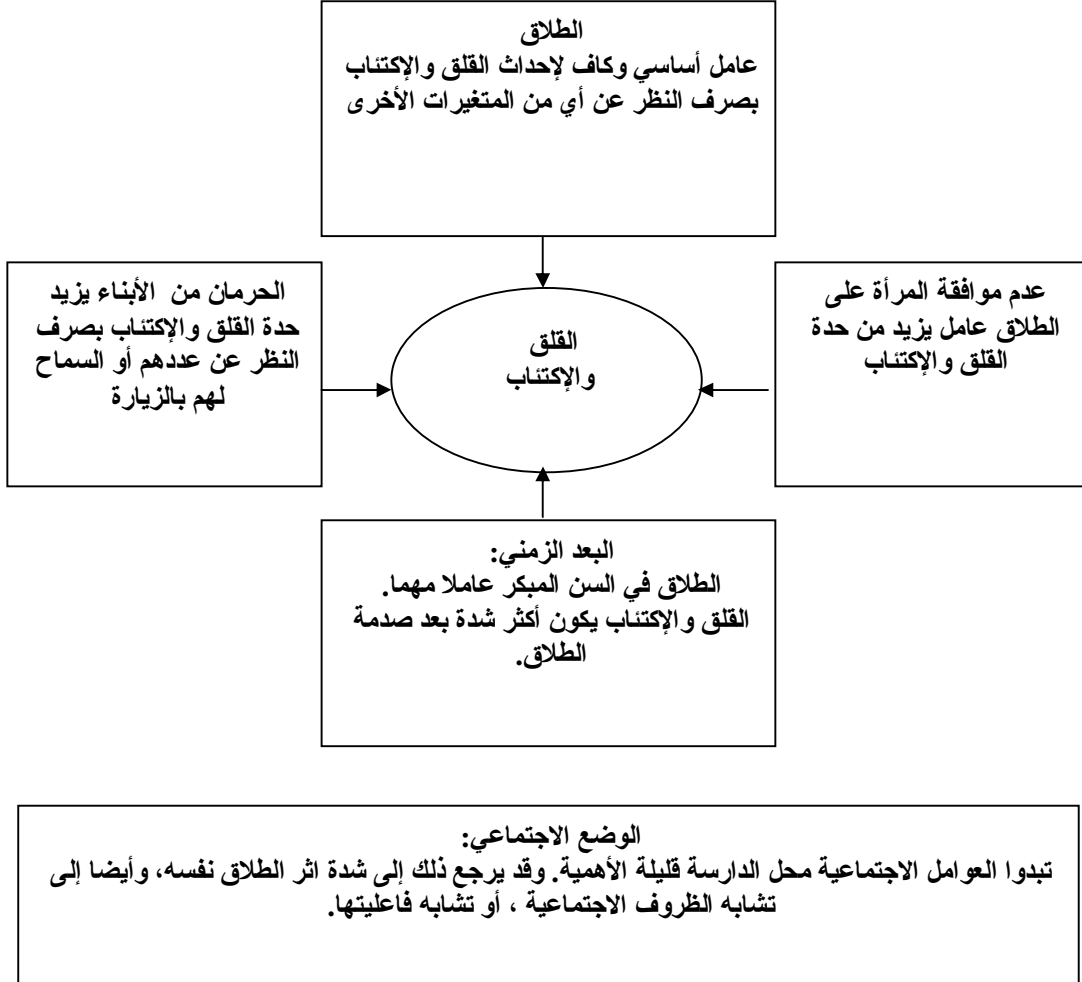 الطلاق
عامل أساسي وكاف لإحداث القلق والإكتئاب
بصرف النظر عن أي من المتغيرات الأخرى
عدم موافقة المرأة على
الطلاق عامل يزيد من حدة
القلق والإكتئاب
القلق
والإكتئاب
الحرمان من الأبناء يزيد
حدة القلق والإكتئاب بصرف
النظر عن عددهم أو السماح
لهم بالزيارة
البعد الزمني:
الطلاق في السن المبكر عاملا مهما.
القلق والإكتئاب يكون أكثر شدة بعد صدمة
الطلاق.
الوضع الاجتماعي:
تبدوا العوامل الاجتماعية محل الدارسة قليلة الأهمية. وقد يرجع ذلك إلى شدة اثر الطلاق نفسه، وأيضا إلى
تشابه الظروف الاجتماعية ، أو تشابه فاعليتها.